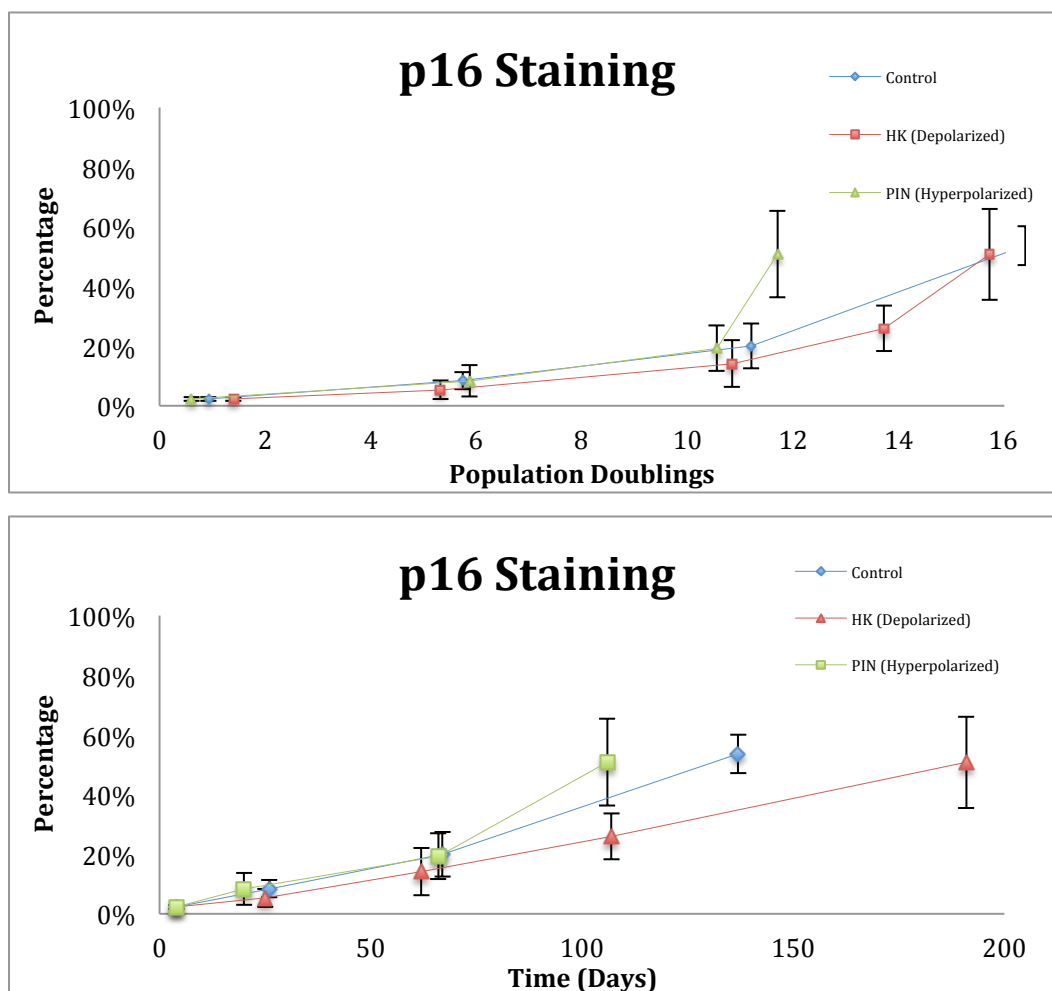 p16 Staining
Control
HK (Depolarized)
PIN (Hyperpolarized)
100%
80%
60%
40%
20%
0%
Percentage
0 2 4 6 8 10 12 14 16
Population Doublings
p16 Staining
Control
HK (Depolarized)
PIN (Hyperpolarized)
100%
80%
60%
40%
20%
0%
Percentage
0 50 100 150 200
Time (Days)